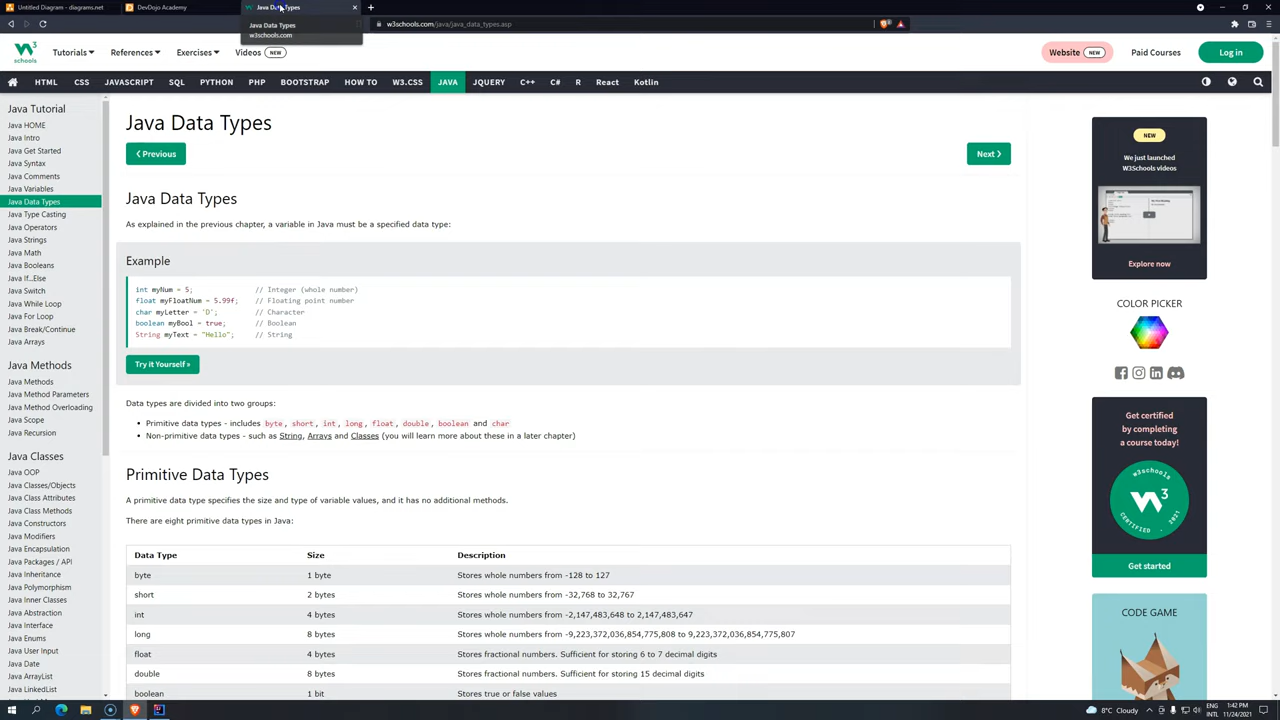 Untitled Diagram - diagrams.net
DevDojo Academy
Java Data Types
Java Data Types
w3schools.com
w3schools.com/java/java_data_types.asp
W3
schools
Tutorials
References
Exercises
Videos NEW
Website NEW
Paid Courses
Log in
HTML CSS JAVASCRIPT SQL PYTHON PHP BOOTSTRAP HOW TO W3.CSS JAVA JQUERY C++ C# R React Kotlin
Java Tutorial
Java HOME
Java Intro
Java Get Started
Java Syntax
Java Comments
Java Variables
Java Data Types
Java Type Casting
Java Operators
Java Strings
Java Math
Java Booleans
Java If...Else
Java Switch
Java While Loop
Java For Loop
Java Break/Continue
Java Arrays
Java Methods
Java Methods
Java Method Parameters
Java Method Overloading
Java Scope
Java Recursion
Java Classes
Java OOP
Java Classes/Objects
Java Class Attributes
Java Class Methods
Java Constructors
Java Modifiers
Java Encapsulation
Java Packages / API
Java Inheritance
Java Polymorphism
Java Inner Classes
Java Abstraction
Java Interface
Java Enums
Java User Input
Java Date
Java ArrayList
Java LinkedList
Java Data Types
❮ Previous
Next ❯
Java Data Types
As explained in the previous chapter, a variable in Java must be a specified data type:
Example
int myNum = 5; // Integer (whole number)
float myFloatNum = 5.99f; // Floating point number
char myLetter = 'D'; // Character
boolean myBool = true; // Boolean
String myText = "Hello"; // String
Try it Yourself »
Data types are divided into two groups:
• Primitive data types - includes byte, short, int, long, float, double, boolean and char
• Non-primitive data types - such as String, Arrays and Classes (you will learn more about these in a later chapter)
Primitive Data Types
A primitive data type specifies the size and type of variable values, and it has no additional methods.
There are eight primitive data types in Java:
Data Type Size Description
byte 1 byte Stores whole numbers from -128 to 127
short 2 bytes Stores whole numbers from -32,768 to 32,767
int 4 bytes Stores whole numbers from -2,147,483,648 to 2,147,483,647
long 8 bytes Stores whole numbers from -9,223,372,036,854,775,808 to 9,223,372,036,854,775,807
float 4 bytes Stores fractional numbers. Sufficient for storing 6 to 7 decimal digits
double 8 bytes Stores fractional numbers. Sufficient for storing 15 decimal digits
boolean 1 bit Stores true or false values
NEW
We just launched
W3Schools videos
Explore now
COLOR PICKER
Get certified
by completing
a course today!
w3schools
W3
CERTIFIED . 2021
Get started
CODE GAME
8°C Cloudy
ENG
INTL
1:42 PM
11/24/2021